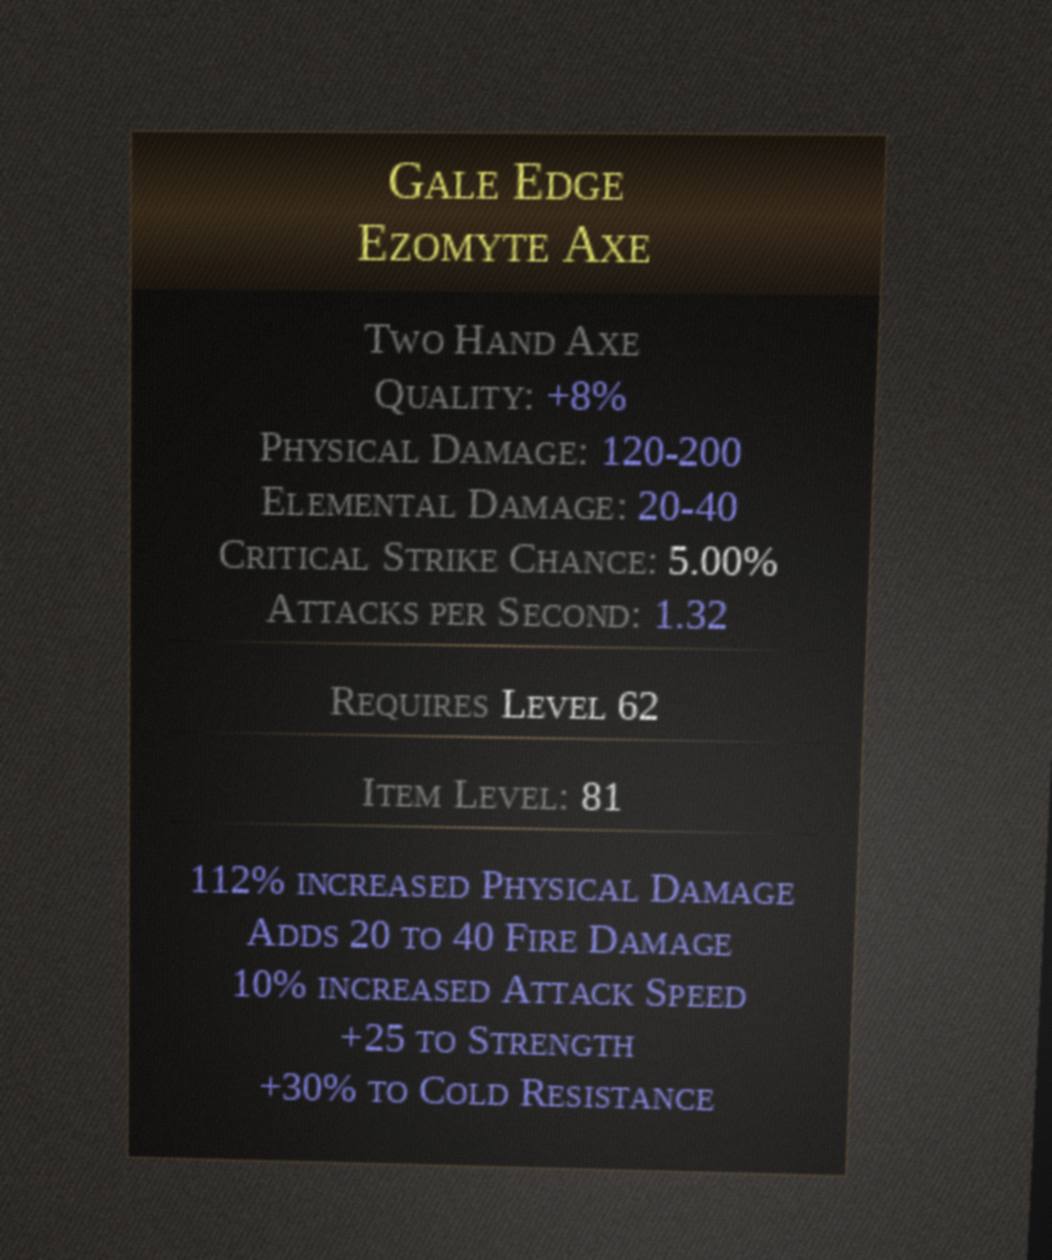 Gale Edge
Ezomyte Axe
Two Hand Axe
Quality: +8%
Physical Damage: 120-200
Elemental Damage: 20-40
Critical Strike Chance: 5.00%
Attacks per Second: 1.32
Requires Level 62
Item Level: 81
112% increased Physical Damage
Adds 20 to 40 Fire Damage
10% increased Attack Speed
+25 to Strength
+30% to Cold Resistance